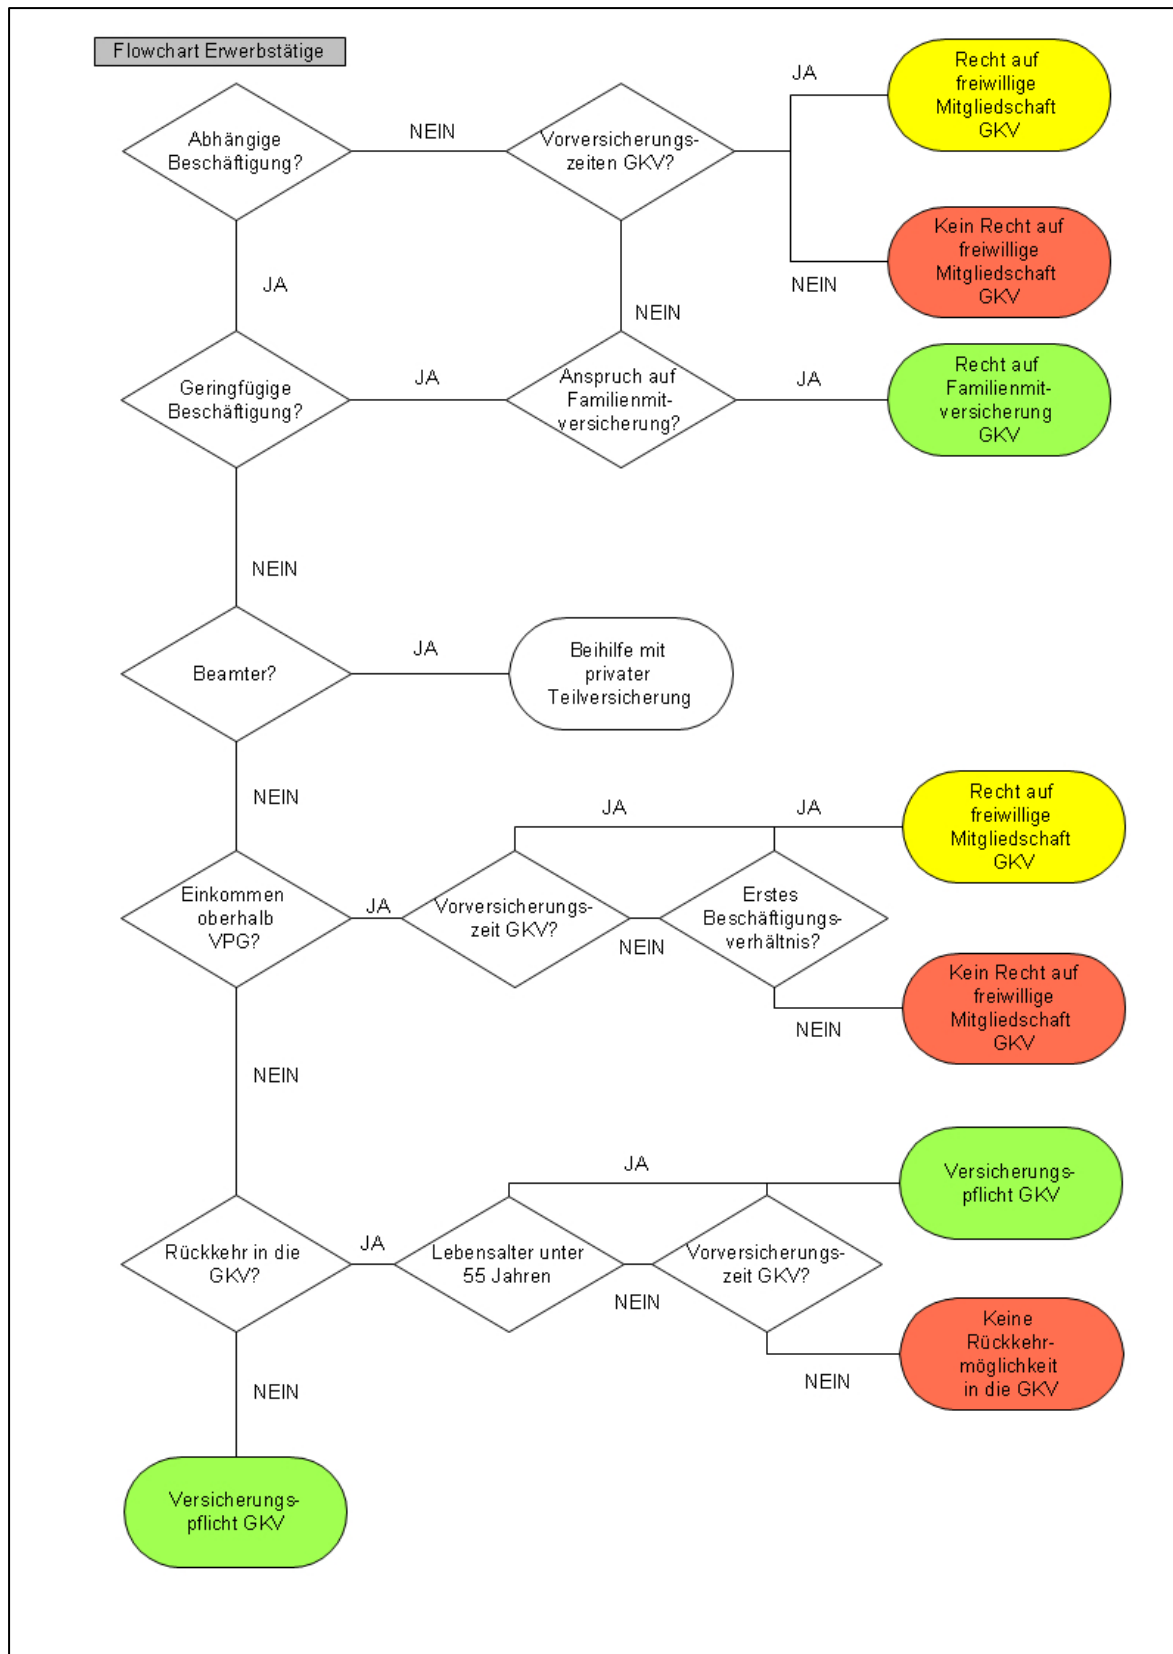 Flowchart Erwerbstätige
Abhängige
Beschäftigung?
NEIN
Vorversicherungs-
zeiten GKV?
JA
Recht auf
freiwillige
Mitgliedschaft
GKV
NEIN
Kein Recht auf
freiwillige
Mitgliedschaft
GKV
JA
NEIN
Geringfügige
Beschäftigung?
JA
Anspruch auf
Familienmit-
versicherung?
JA
Recht auf
Familienmit-
versicherung
GKV
NEIN
Beamter?
JA
Beihilfe mit
privater
Teilversicherung
NEIN
Einkommen
oberhalb
VPG?
JA
Vorversicherungs-
zeit GKV?
JA
NEIN
Erstes
Beschäftigungs-
verhältnis?
JA
Recht auf
freiwillige
Mitgliedschaft
GKV
NEIN
Kein Recht auf
freiwillige
Mitgliedschaft
GKV
NEIN
Rückkehr in die
GKV?
JA
Lebensalter unter
55 Jahren
JA
NEIN
Vorversicherungs-
zeit GKV?
Versicherungs-
pflicht GKV
NEIN
Keine
Rückkehr-
möglichkeit
in die GKV
NEIN
Versicherungs-
pflicht GKV